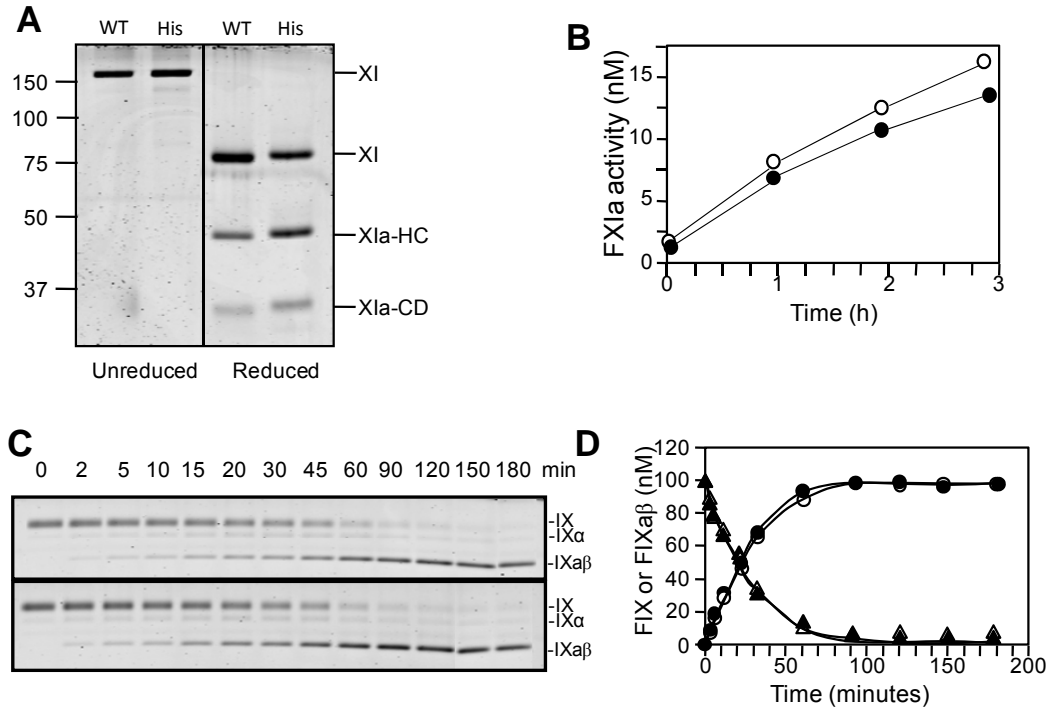 A
WT His WT His
150
100
75
50
37
XI
XI
XIa-HC
XIa-CD
Unreduced Reduced
B
FXIa activity (nM)
15
10
5
0
0 1 2 3
Time (h)
C
0 2 5 10 15 20 30 45 60 90 120 150 180 min
-IX
-IXα
-IXaβ
-IX
-IXα
-IXaβ
D
FIX or FIXaβ (nM)
120
100
80
60
40
20
0
0 50 100 150 200
Time (minutes)